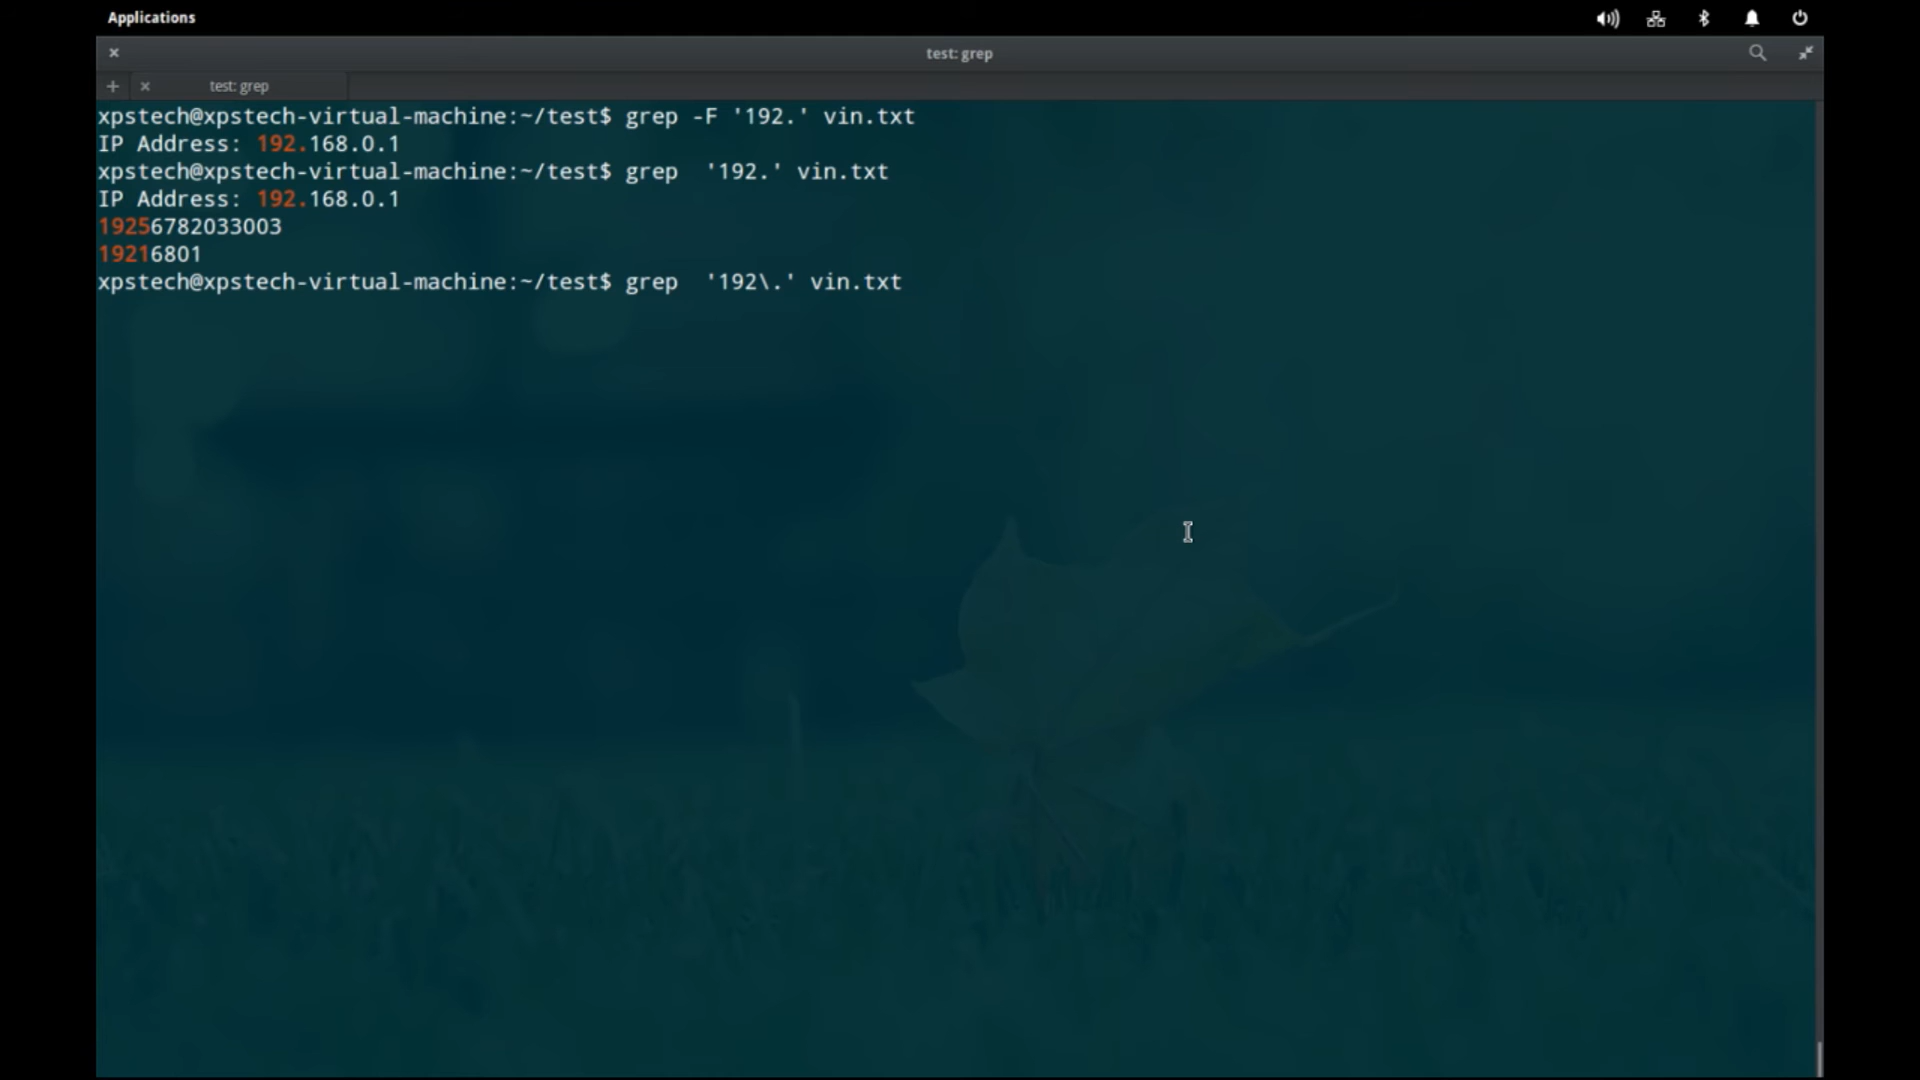 Applications
test: grep
test: grep
xpstech@xpstech-virtual-machine:~/test$ grep -F '192.' vin.txt
IP Address: 192.168.0.1
xpstech@xpstech-virtual-machine:~/test$ grep  '192.' vin.txt
IP Address: 192.168.0.1
19256782033003
19216801
xpstech@xpstech-virtual-machine:~/test$ grep  '192\.' vin.txt